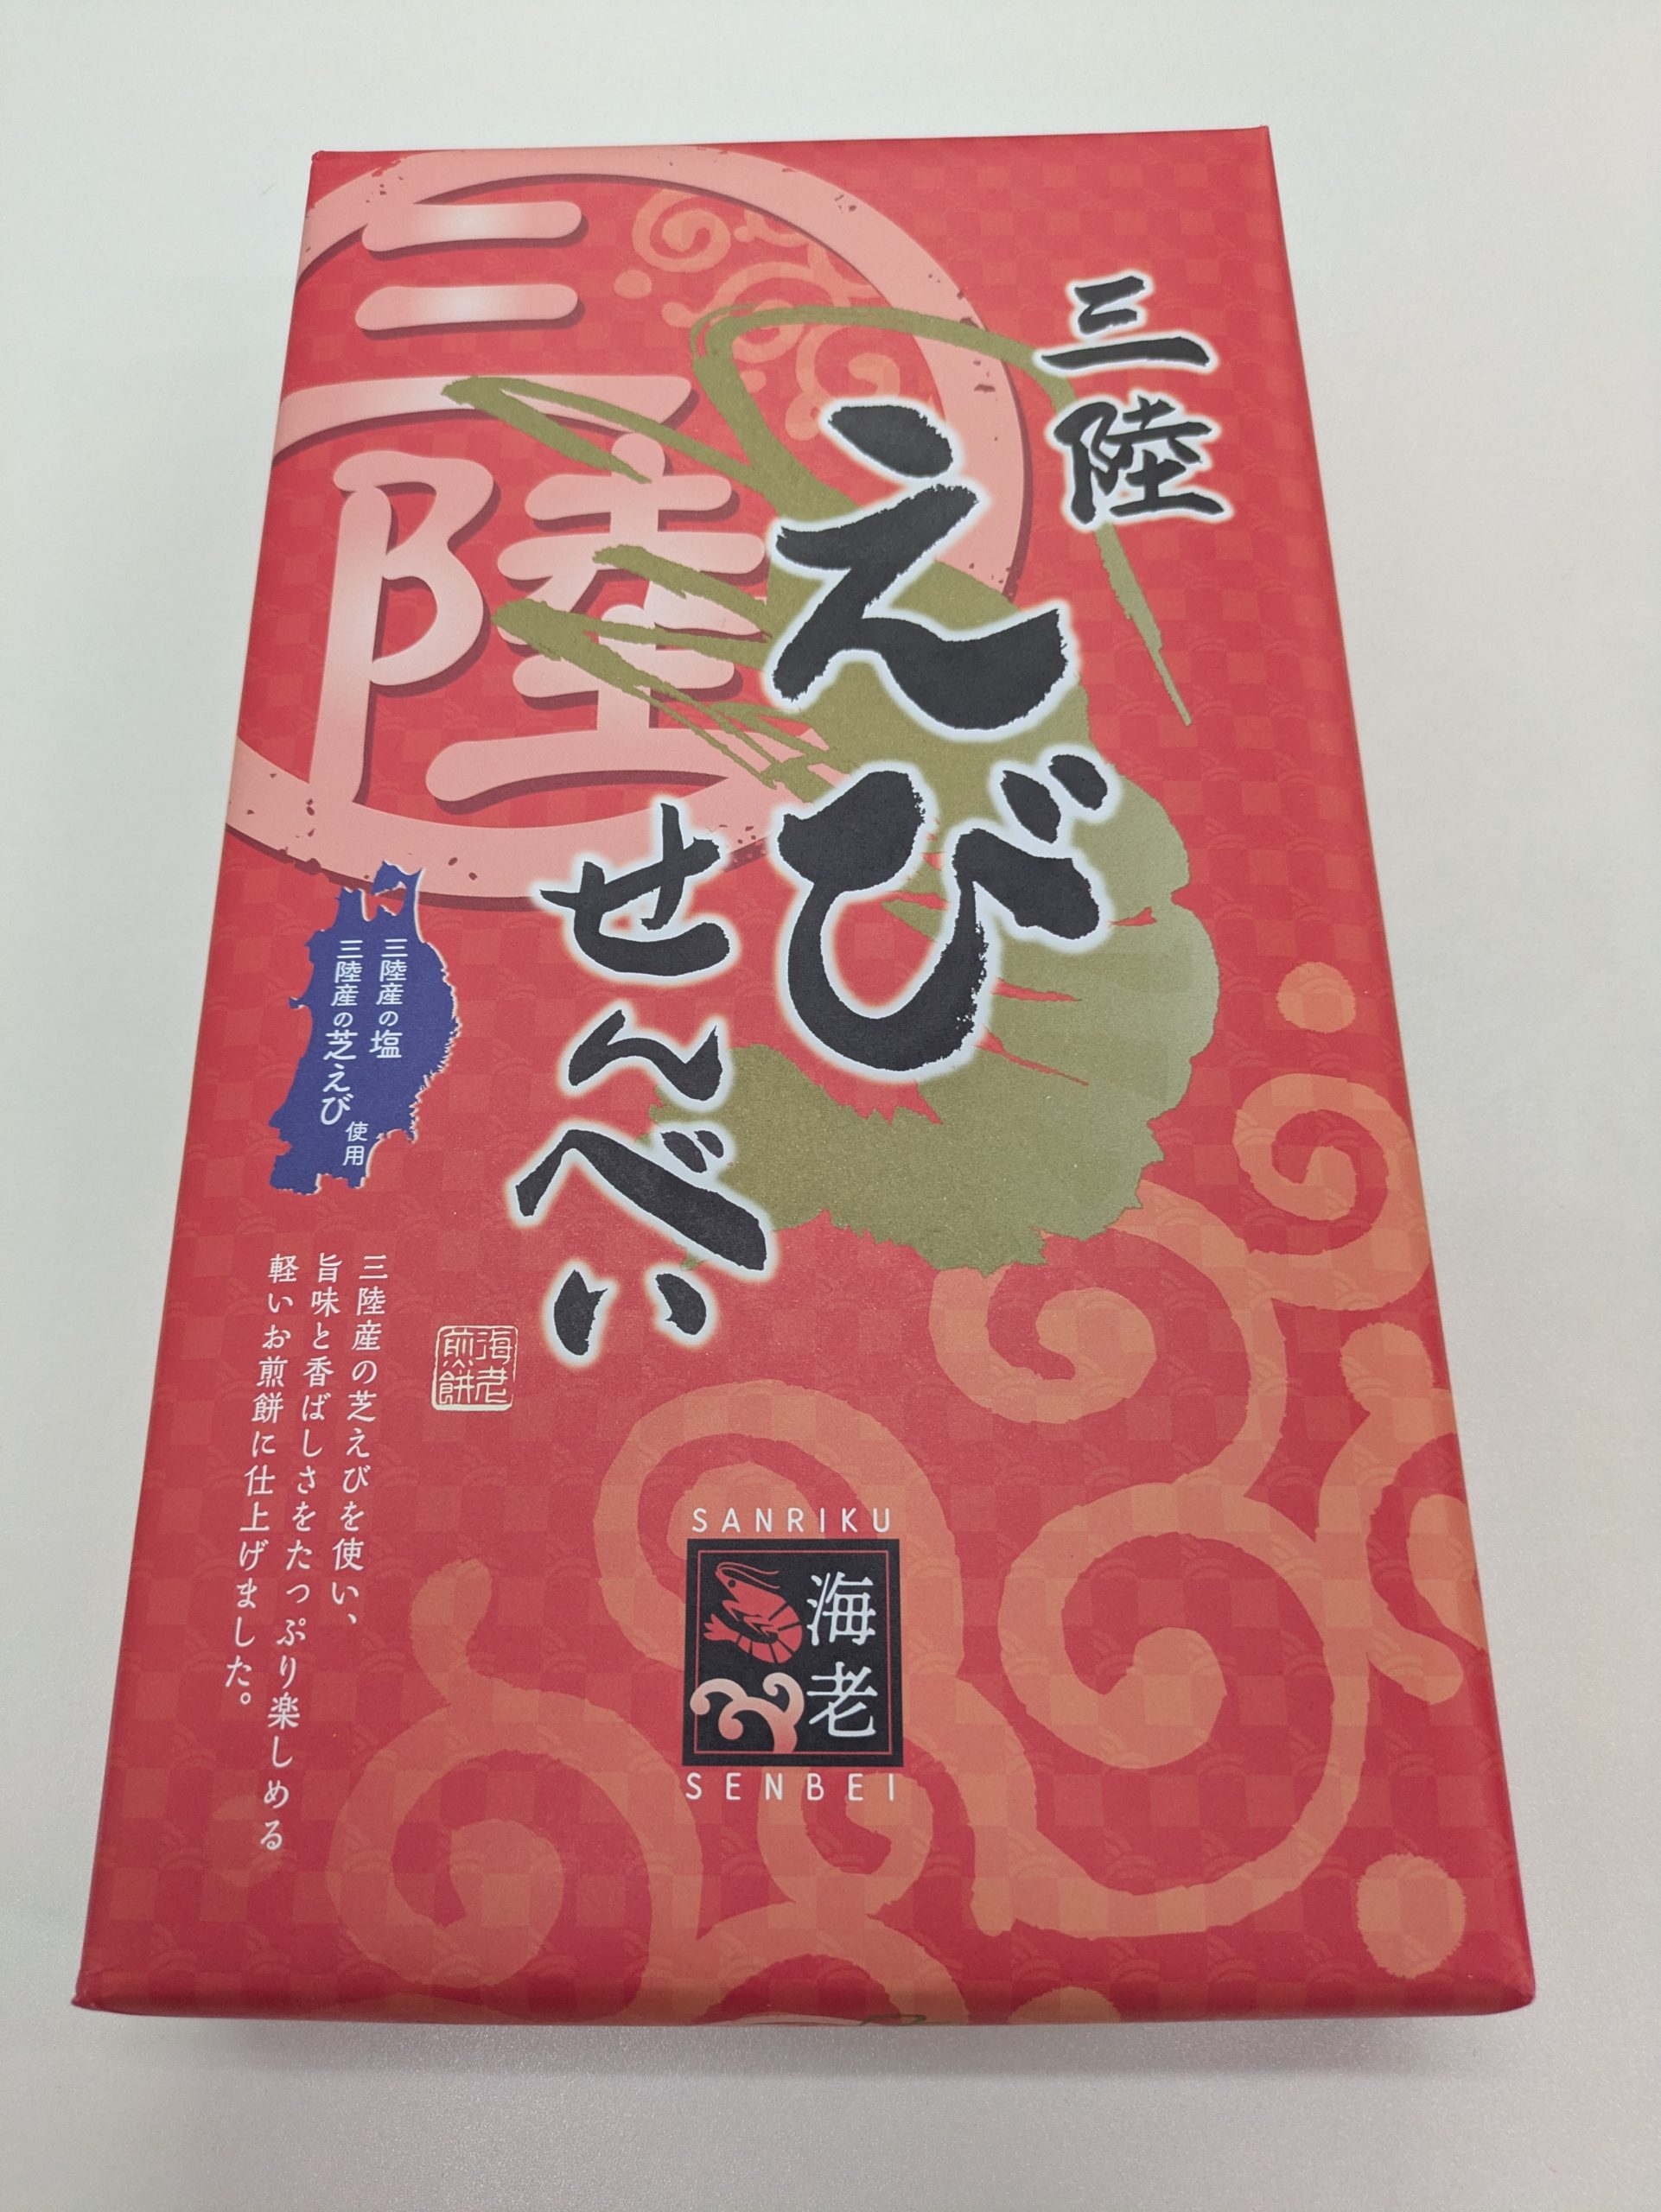 三陸
えび
せんべい
三陸
三陸産の塩
三陸産の芝えび
使用
三陸産の芝えびを使い、
旨味と香ばしさをたっぷり楽しめる
軽いお煎餅に仕上げました。
海老
煎餅
SANRIKU
海老
SENBEI